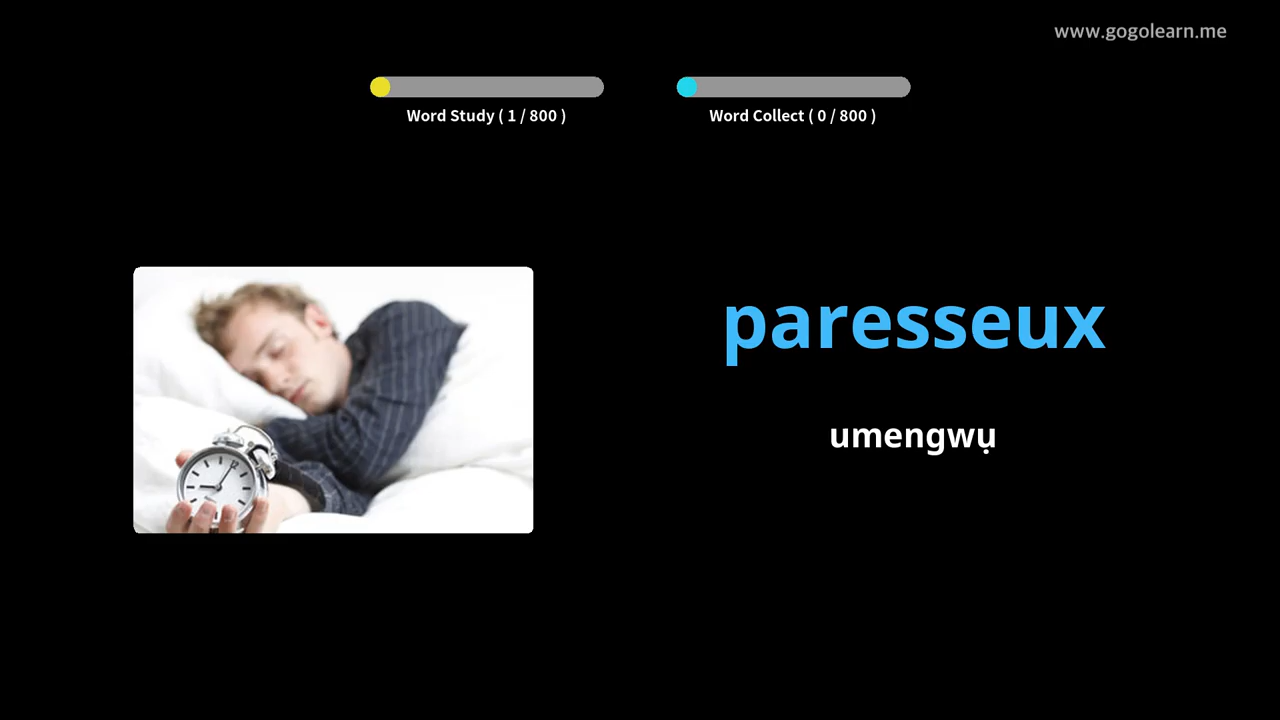 www.gogolearn.me
Word Study ( 1 / 800 )
Word Collect ( 0 / 800 )
paresseux
umengwụ